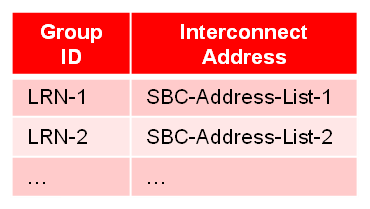 Group ID Interconnect Address
LRN-1 SBC-Address-List-1
LRN-2 SBC-Address-List-2
… …